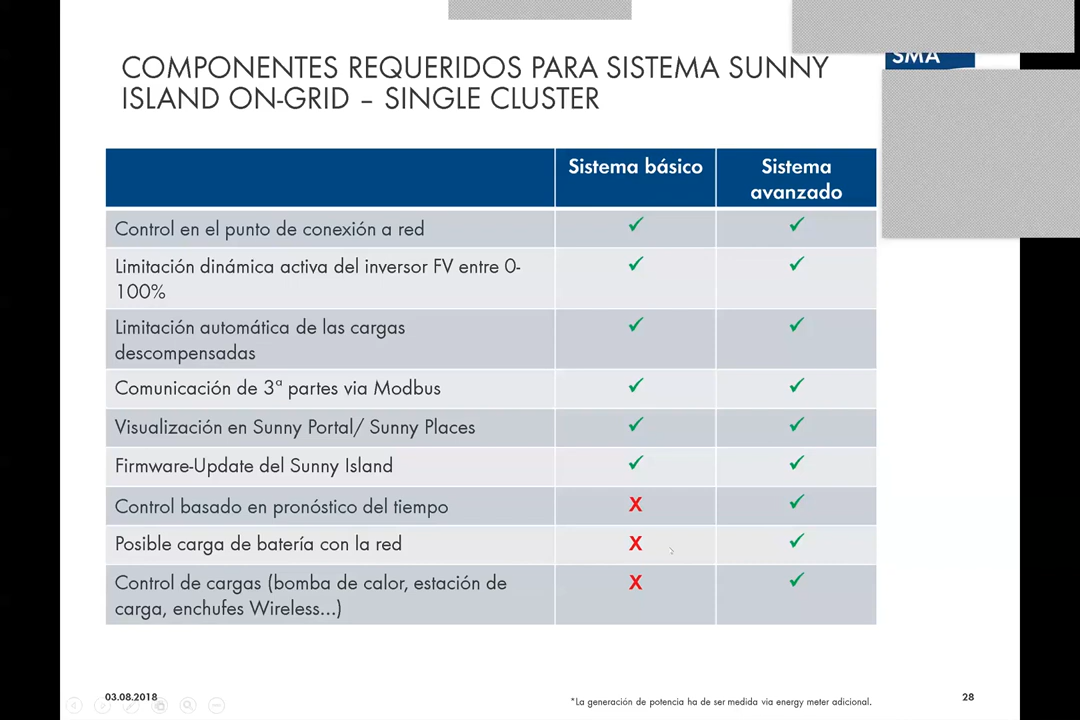 SMA
COMPONENTES REQUERIDOS PARA SISTEMA SUNNY
ISLAND ON-GRID – SINGLE CLUSTER
Sistema básico
Sistema
avanzado
Control en el punto de conexión a red ✓ ✓
Limitación dinámica activa del inversor FV entre 0-
100% ✓ ✓
Limitación automática de las cargas
descompensadas ✓ ✓
Comunicación de 3ª partes via Modbus ✓ ✓
Visualización en Sunny Portal/ Sunny Places ✓ ✓
Firmware-Update del Sunny Island ✓ ✓
Control basado en pronóstico del tiempo X ✓
Posible carga de batería con la red X ✓
Control de cargas (bomba de calor, estación de
carga, enchufes Wireless...) X ✓
03.08.2018
*La generación de potencia ha de ser medida via energy meter adicional.
28